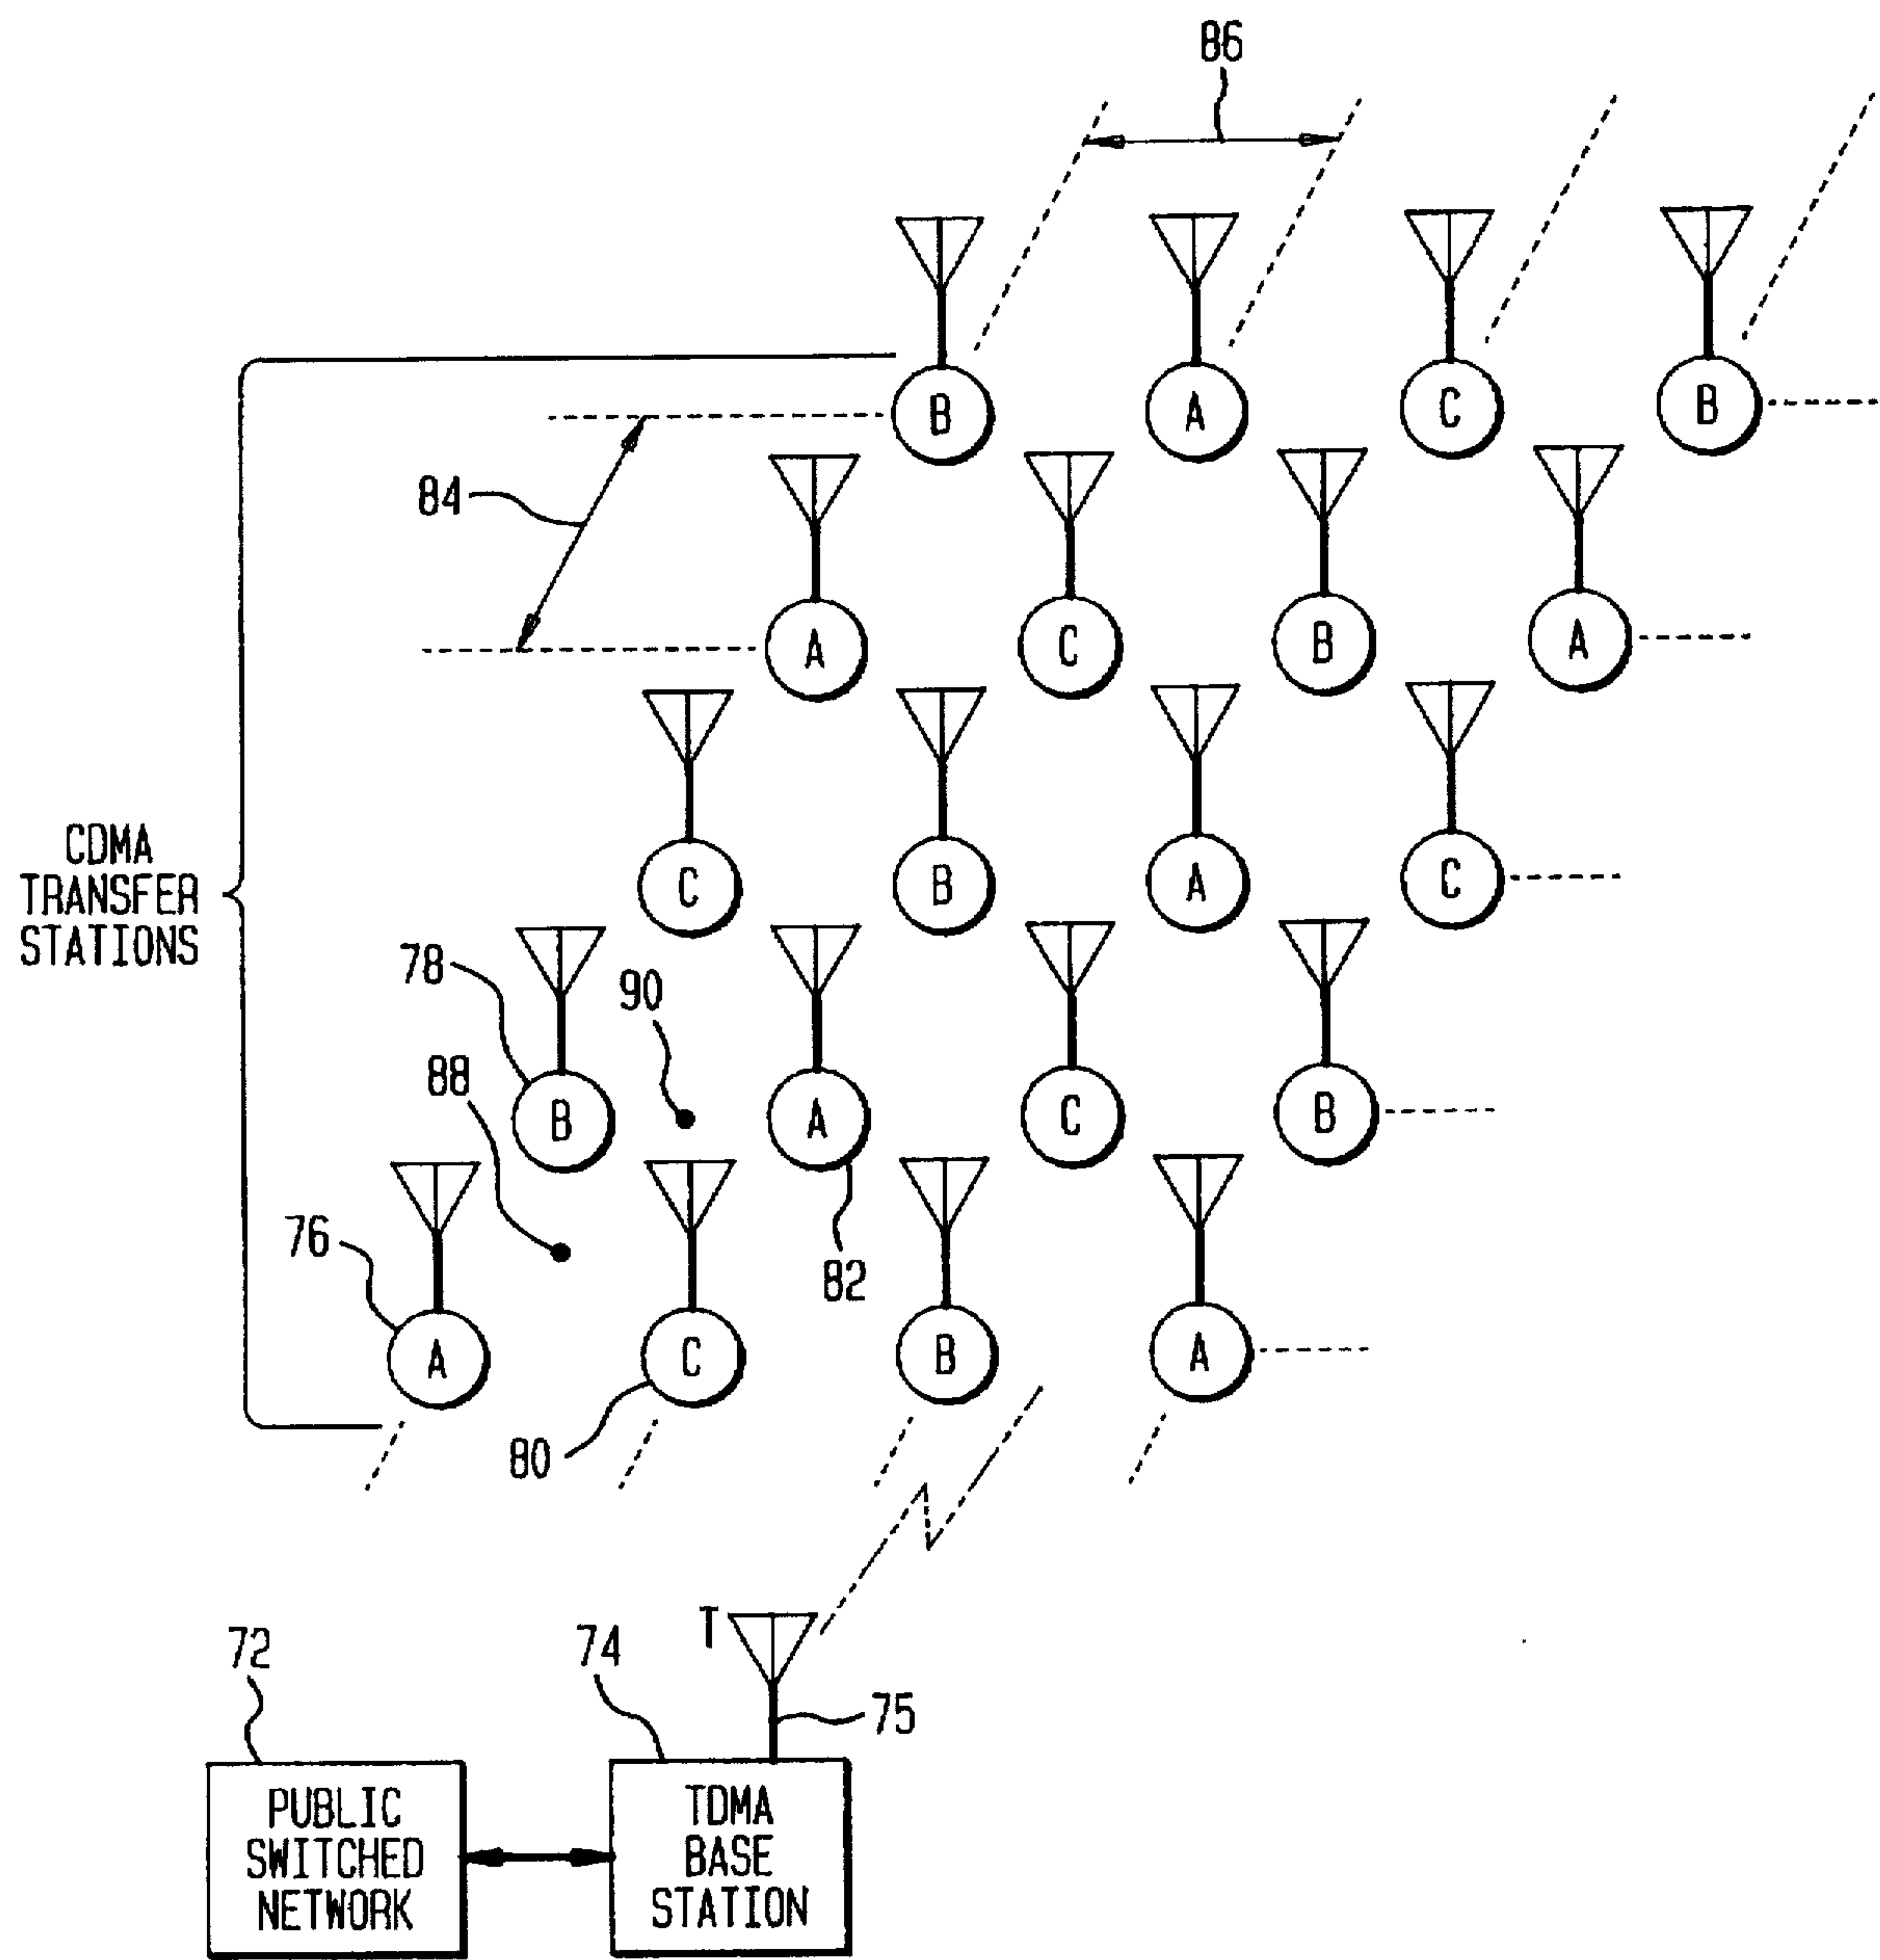 86
B A C B
84
A C B A
C B A C
CDMA
TRANSFER
STATIONS
78
90
88
B A C B
76
82
A C B A
80
T
72
74
75
PUBLIC
SWITCHED
NETWORK
TDMA
BASE
STATION